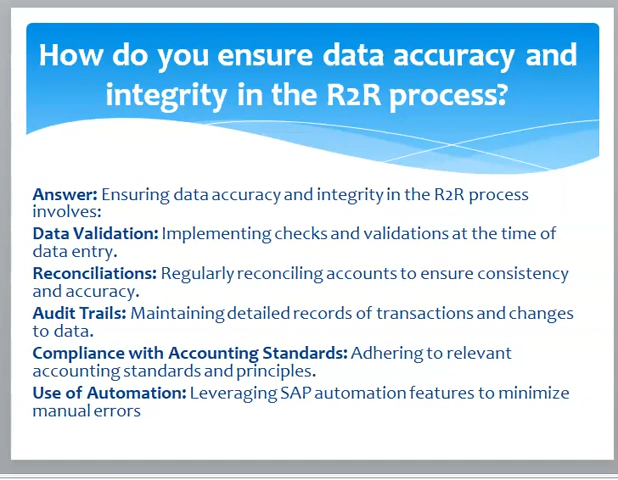 How do you ensure data accuracy and
integrity in the R2R process?
Answer: Ensuring data accuracy and integrity in the R2R process
involves:
Data Validation: Implementing checks and validations at the time of
data entry.
Reconciliations: Regularly reconciling accounts to ensure consistency
and accuracy.
Audit Trails: Maintaining detailed records of transactions and changes
to data.
Compliance with Accounting Standards: Adhering to relevant
accounting standards and principles.
Use of Automation: Leveraging SAP automation features to minimize
manual errors